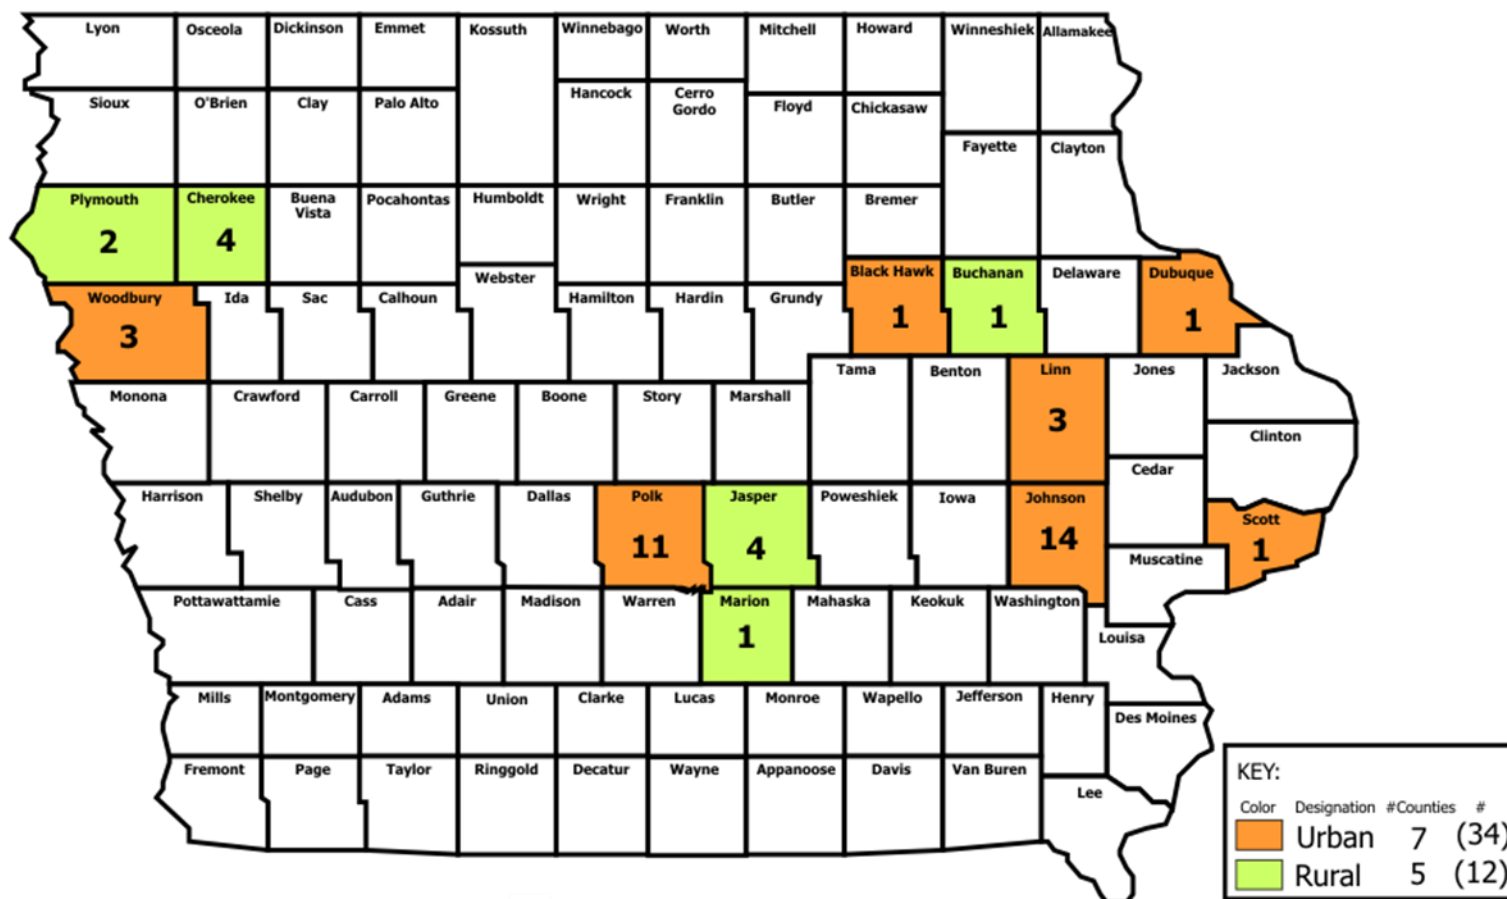 Lyon Osceola Dickinson Emmet Kossuth Winnebago Worth Mitchell Howard Winneshiek Allamakee
Sioux O'Brien Clay Palo Alto Hancock Cerro Gordo Floyd Chickasaw
Fayette Clayton
Plymouth Cherokee Buena Vista Pocahontas Humboldt Wright Franklin Butler Bremer
2 4
Webster Black Hawk Buchanan Delaware Dubuque
Woodbury Ida Sac Calhoun Hamilton Hardin Grundy
3 1 1 1
Tama Benton Linn Jones Jackson
Monona Crawford Carroll Greene Boone Story Marshall
3
Clinton
Cedar
Harrison Shelby Audubon Guthrie Dallas Polk Jasper Poweshiek Iowa Johnson
Scott
11 4 14 1
Muscatine
Pottawattamie Cass Adair Madison Warren Marion Mahaska Keokuk Washington
1
Louisa
Mills Montgomery Adams Union Clarke Lucas Monroe Wapello Jefferson Henry
Des Moines
Fremont Page Taylor Ringgold Decatur Wayne Appanoose Davis Van Buren
Lee
KEY:
Color Designation #Counties #
Urban 7 (34)
Rural 5 (12)